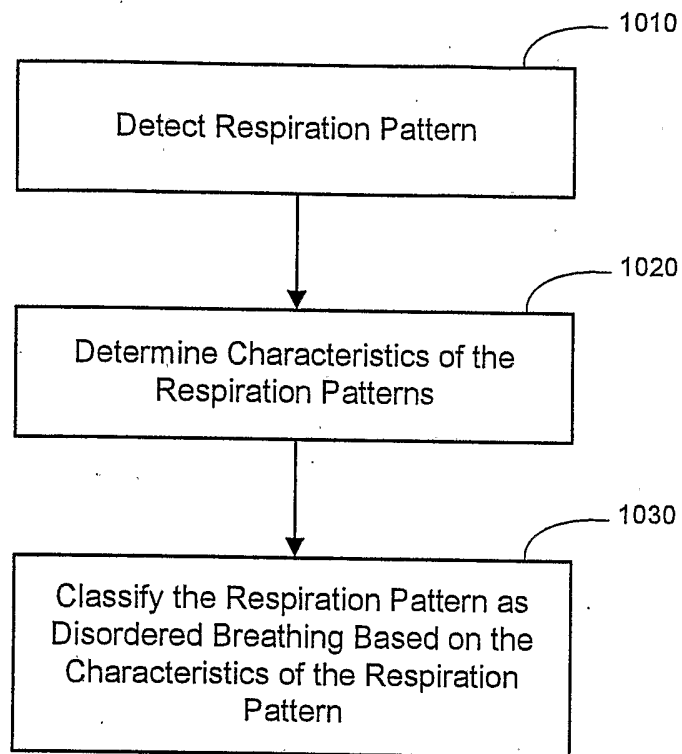 1010
Detect Respiration Pattern
1020
Determine Characteristics of the
Respiration Patterns
1030
Classify the Respiration Pattern as
Disordered Breathing Based on the
Characteristics of the Respiration
Pattern